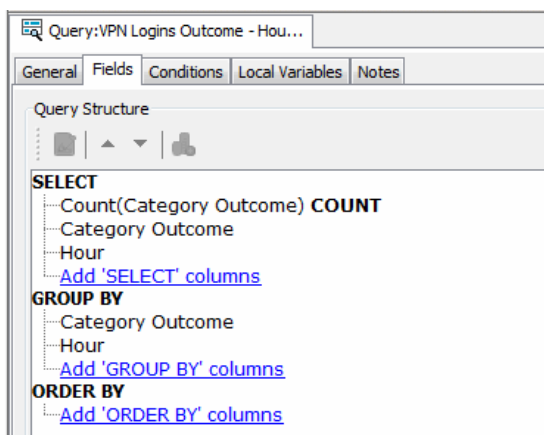 Query:VPN Logins Outcome - Hou...
General Fields Conditions Local Variables Notes
Query Structure
SELECT
Count(Category Outcome) COUNT
Category Outcome
Hour
Add 'SELECT' columns
GROUP BY
Category Outcome
Hour
Add 'GROUP BY' columns
ORDER BY
Add 'ORDER BY' columns